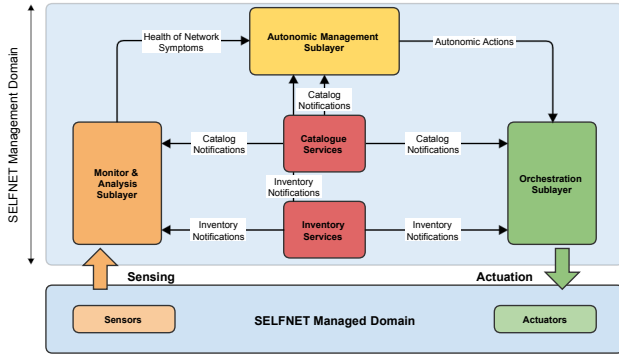 SELFNET Management Domain
Autonomic Management
Sublayer
Health of Network
Symptoms
Autonomic Actions
Catalog
Notifications
Monitor &
Analysis
Sublayer
Catalog
Notifications
Catalogue
Services
Catalog
Notifications
Orchestration
Sublayer
Inventory
Notifications
Inventory
Notifications
Inventory
Services
Inventory
Notifications
Sensing
Actuation
Sensors
SELFNET Managed Domain
Actuators